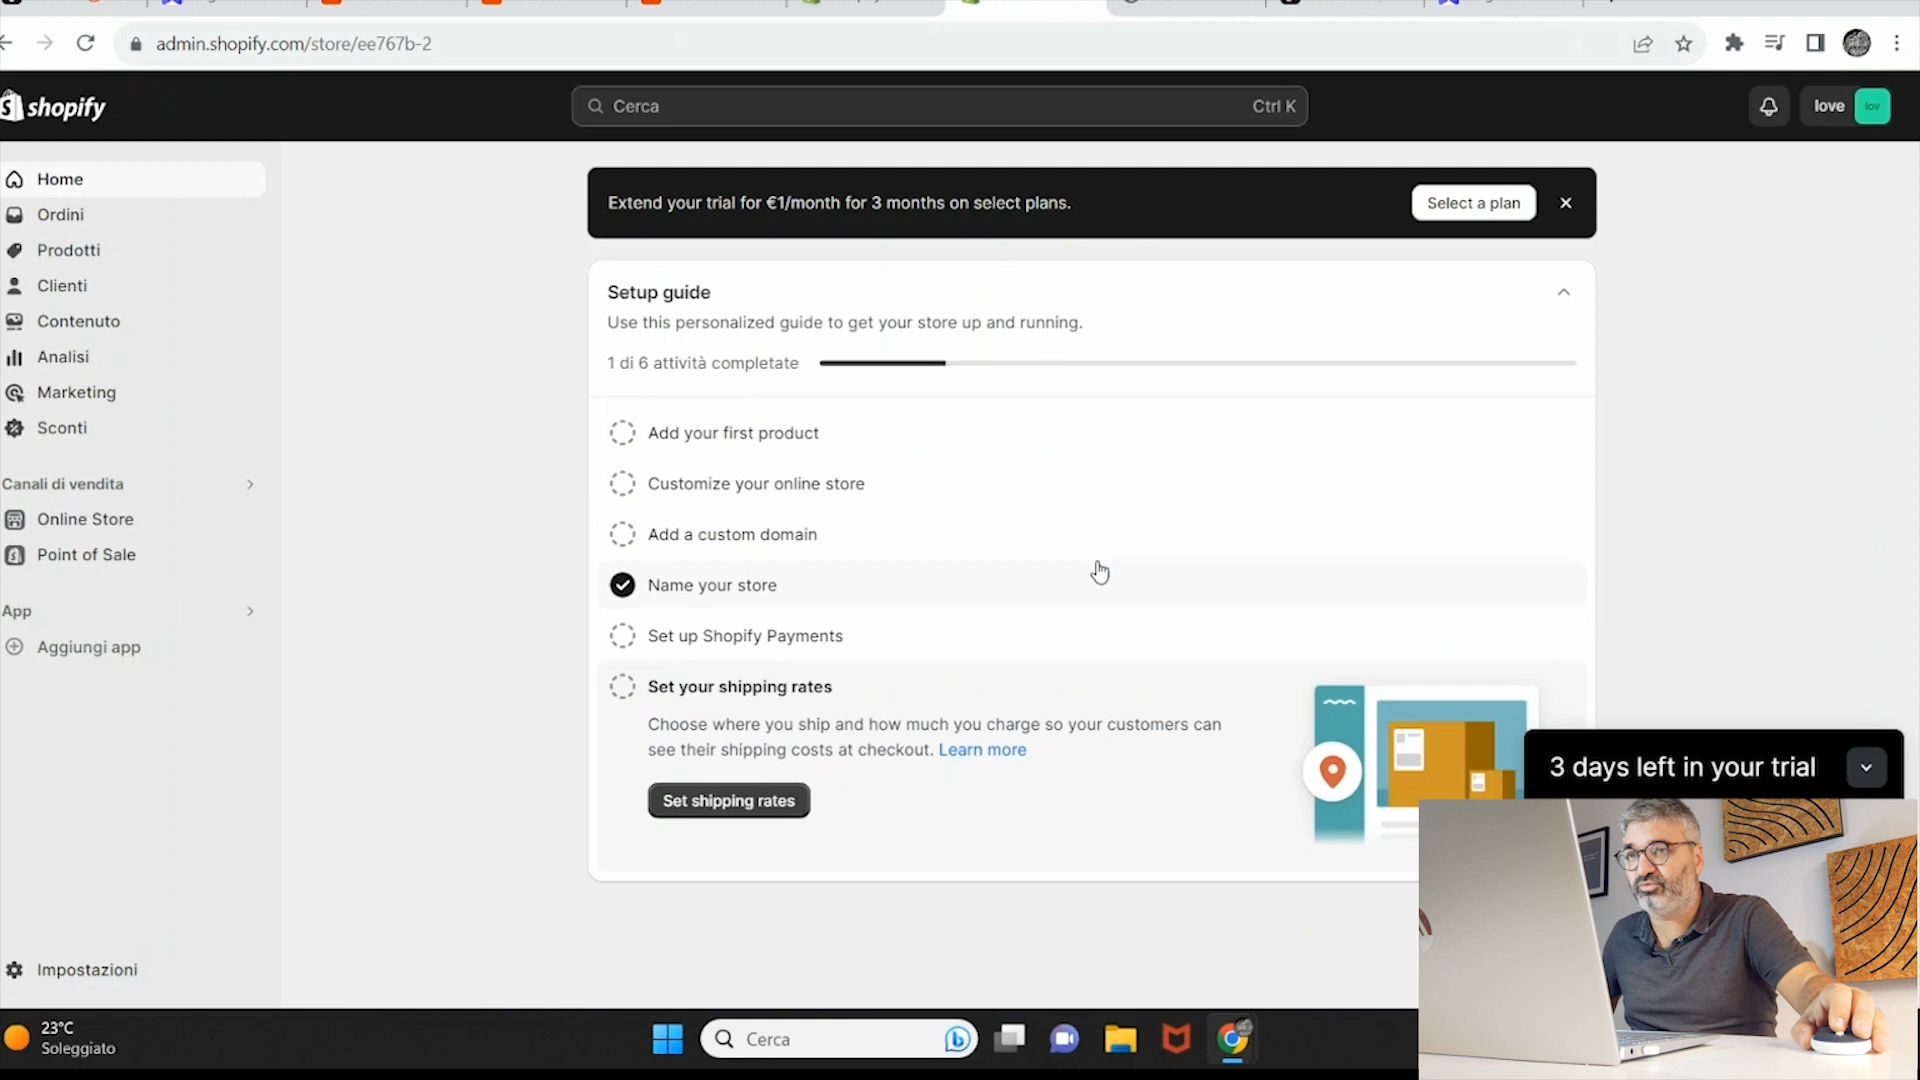 admin.shopify.com/store/ee767b-2
shopify
Cerca
Ctrl K
love
lov
Home
Ordini
Prodotti
Clienti
Contenuto
Analisi
Marketing
Sconti
Canali di vendita
Online Store
Point of Sale
App
Aggiungi app
Impostazioni
Extend your trial for €1/month for 3 months on select plans.
Select a plan
Setup guide
Use this personalized guide to get your store up and running.
1 di 6 attività completate
Add your first product
Customize your online store
Add a custom domain
Name your store
Set up Shopify Payments
Set your shipping rates
Choose where you ship and how much you charge so your customers can
see their shipping costs at checkout. Learn more
Set shipping rates
3 days left in your trial
23°C
Soleggiato
Cerca